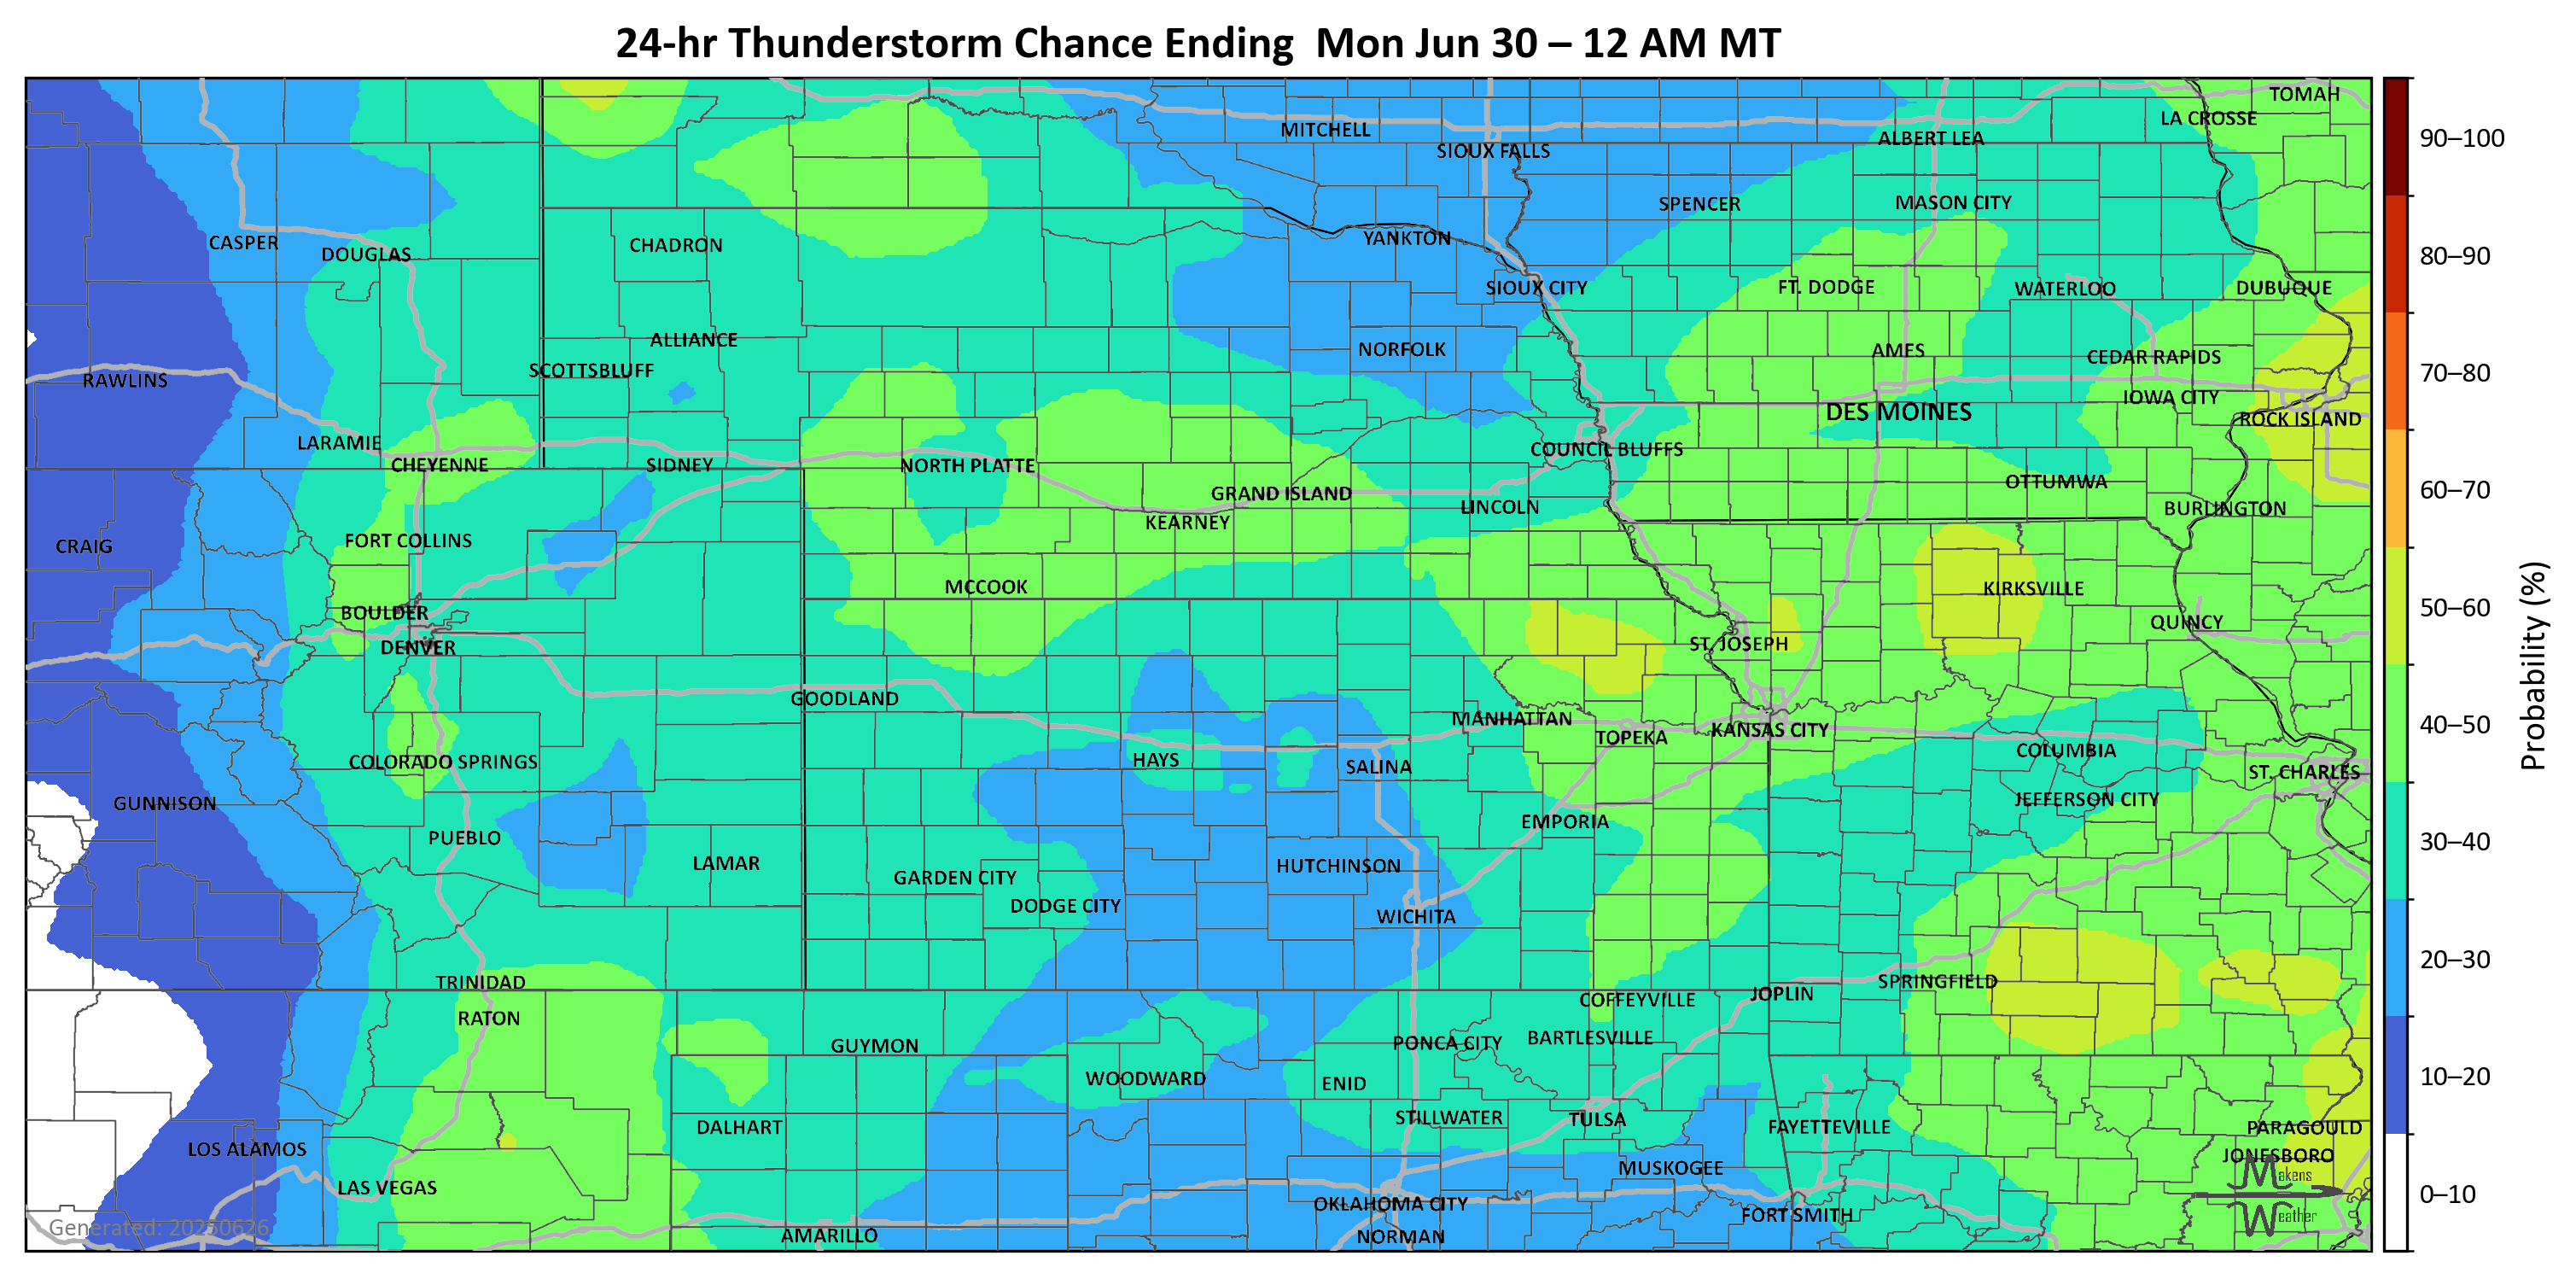 24-hr Thunderstorm Chance Ending  Mon Jun 30 – 12 AM MT
TOMAH
LA CROSSE
MITCHELL
ALBERT LEA
90–100
SIOUX FALLS
SPENCER
MASON CITY
CASPER
DOUGLAS
CHADRON
YANKTON
80–90
SIOUX CITY
FT. DODGE
WATERLOO
DUBUQUE
ALLIANCE
NORFOLK
AMES
CEDAR RAPIDS
SCOTTSBLUFF
RAWLINS
70–80
IOWA CITY
DES MOINES
ROCK ISLAND
LARAMIE
COUNCIL BLUFFS
CHEYENNE
SIDNEY
NORTH PLATTE
GRAND ISLAND
OTTUMWA
60–70
LINCOLN
BURLINGTON
KEARNEY
CRAIG
FORT COLLINS
MCCOOK
KIRKSVILLE
BOULDER
50–60
QUINCY
DENVER
ST. JOSEPH
Probability (%)
GOODLAND
MANHATTAN
TOPEKA
KANSAS CITY
40–50
COLUMBIA
COLORADO SPRINGS
HAYS
SALINA
ST. CHARLES
GUNNISON
JEFFERSON CITY
PUEBLO
EMPORIA
30–40
LAMAR
HUTCHINSON
GARDEN CITY
DODGE CITY
WICHITA
20–30
TRINIDAD
SPRINGFIELD
JOPLIN
COFFEYVILLE
RATON
GUYMON
PONCA CITY
BARTLESVILLE
WOODWARD
ENID
10–20
DALHART
STILLWATER
TULSA
FAYETTEVILLE
PARAGOULD
LOS ALAMOS
JONESBORO
MUSKOGEE
Makens
LAS VEGAS
OKLAHOMA CITY
0–10
FORT SMITH
Weather
Generated: 20250626
AMARILLO
NORMAN